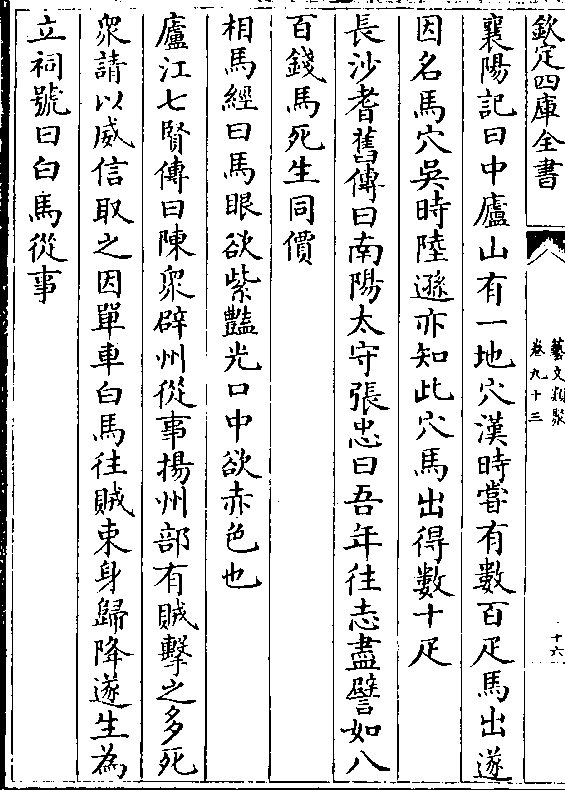 欽定四庫全書
藝文類聚
卷九十三
十六
襄陽記曰中廬山有一地穴漢時嘗有數百疋馬出遂
因名馬穴吳時陸遜亦知此穴馬出得數十疋
長沙耆舊傳曰南陽太守張忠曰吾年往志盡譬如八
百錢馬死生同價
相馬經曰馬眼欲紫豔光口中欲赤色也
廬江七賢傳曰陳衆辟州從事揚州部有賊擊之多死
衆請以威信取之因單車白馬往賊束身歸降遂生為
立祠號曰白馬從事